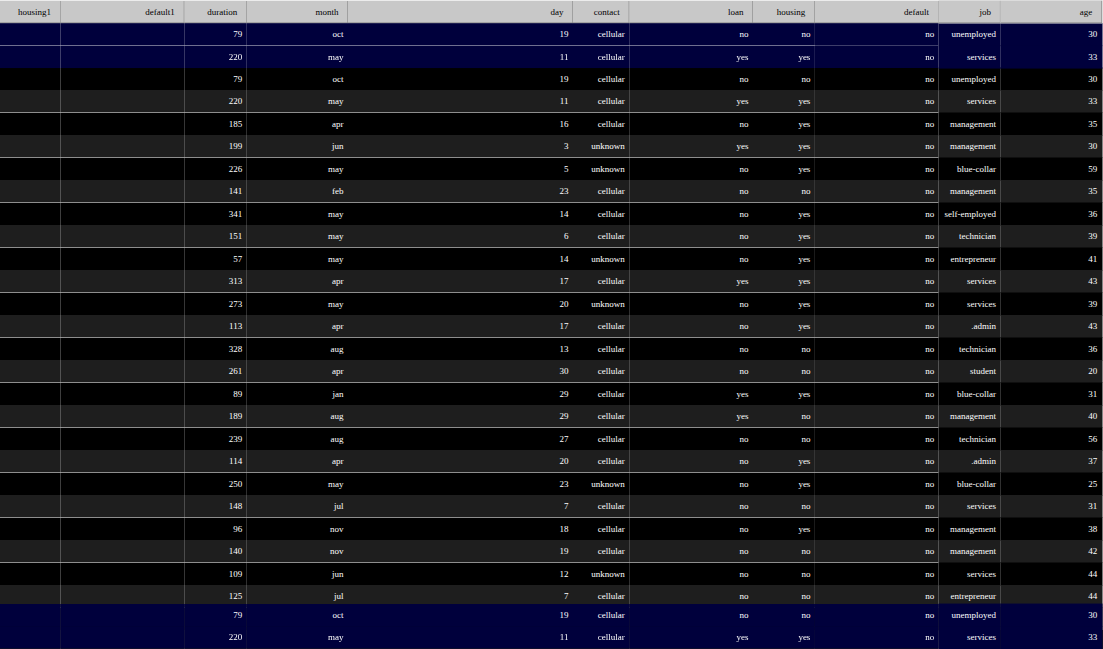 housing1 default1 duration month day contact loan housing default job age
79 oct 19 cellular no no no unemployed 30
220 may 11 cellular yes yes no services 33
79 oct 19 cellular no no no unemployed 30
220 may 11 cellular yes yes no services 33
185 apr 16 cellular no yes no management 35
199 jun 3 unknown yes yes no management 30
226 may 5 unknown no yes no blue-collar 59
141 feb 23 cellular no no no management 35
341 may 14 cellular no yes no self-employed 36
151 may 6 cellular no yes no technician 39
57 may 14 unknown no yes no entrepreneur 41
313 apr 17 cellular yes yes no services 43
273 may 20 unknown no yes no services 39
113 apr 17 cellular no yes no .admin 43
328 aug 13 cellular no no no technician 36
261 apr 30 cellular no no no student 20
89 jan 29 cellular yes yes no blue-collar 31
189 aug 29 cellular yes no no management 40
239 aug 27 cellular no no no technician 56
114 apr 20 cellular no yes no .admin 37
250 may 23 unknown no yes no blue-collar 25
148 jul 7 cellular no no no services 31
96 nov 18 cellular no yes no management 38
140 nov 19 cellular no no no management 42
109 jun 12 unknown no no no services 44
125 jul 7 cellular no no no entrepreneur 44
79 oct 19 cellular no no no unemployed 30
220 may 11 cellular yes yes no services 33